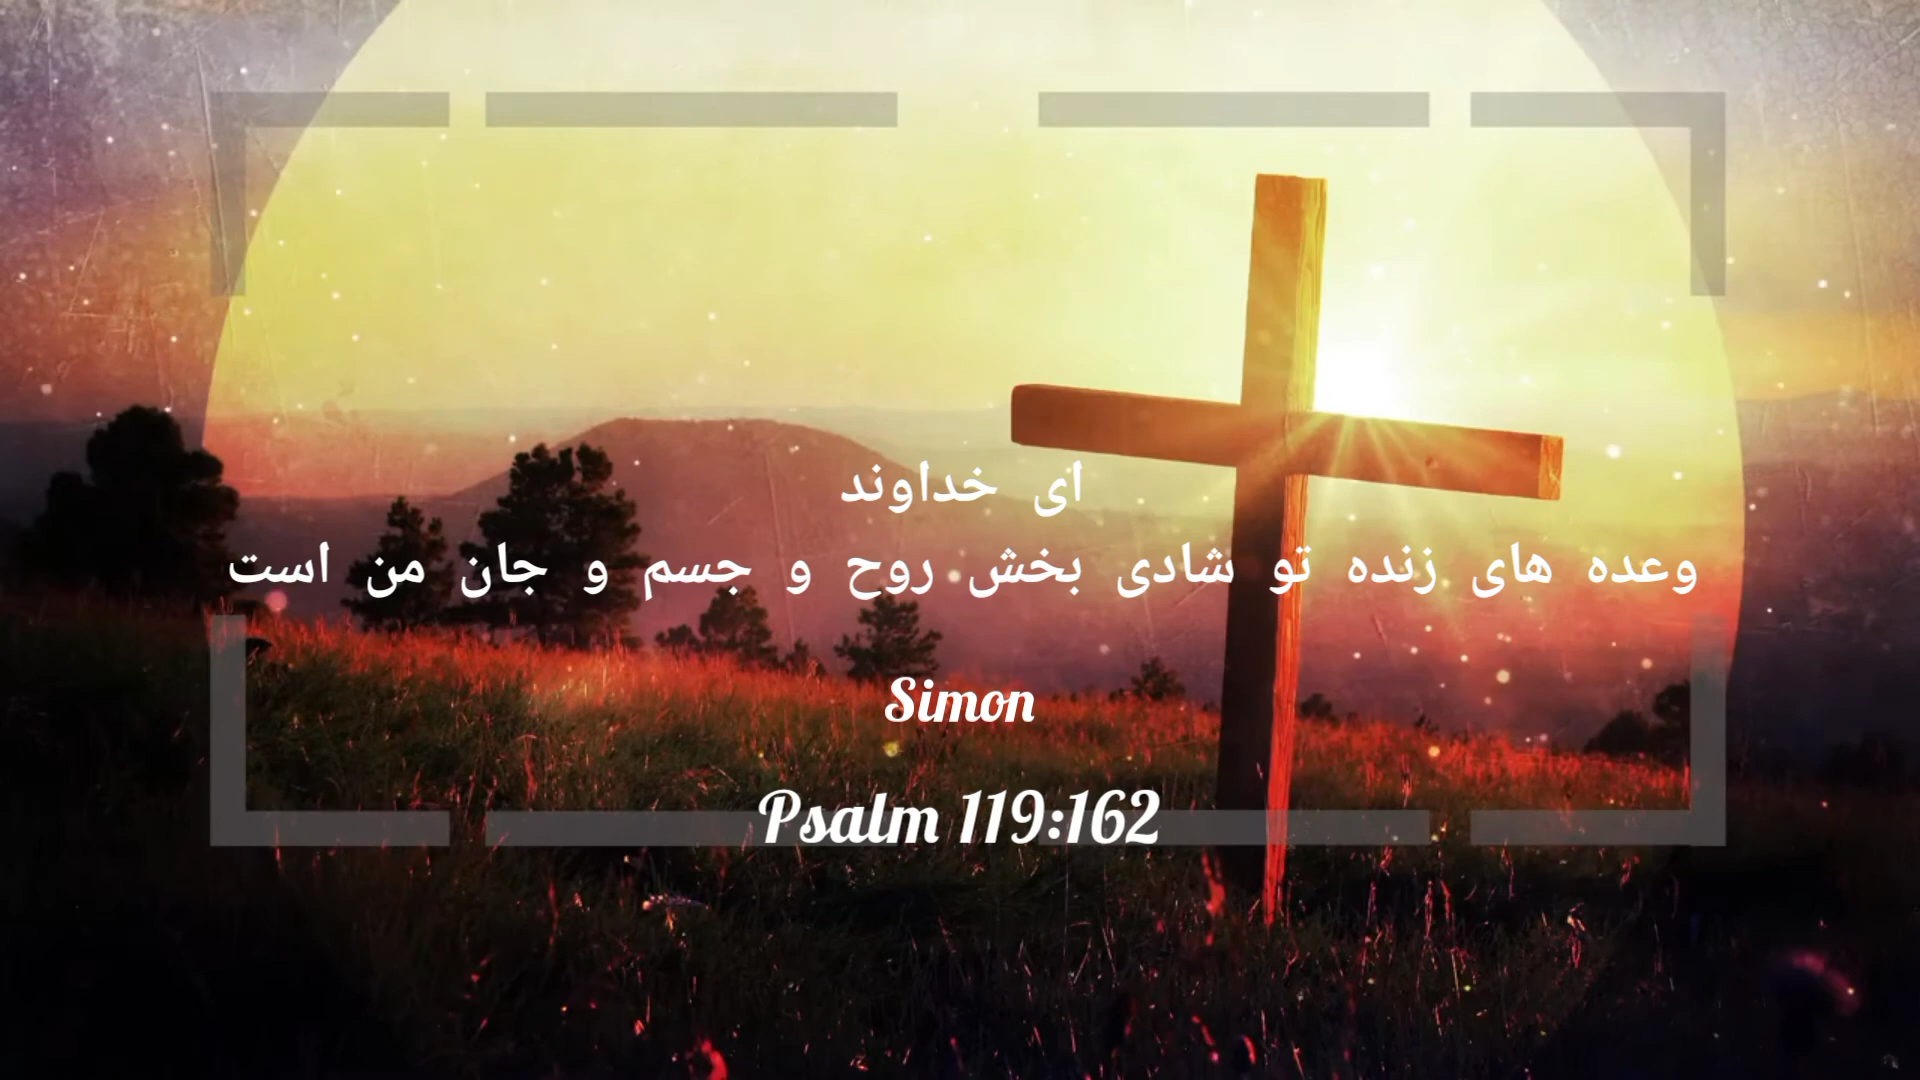 ای خداوند
وعده های زنده تو شادی بخش روح و جسم و جان من است
Simon
Psalm 119:162